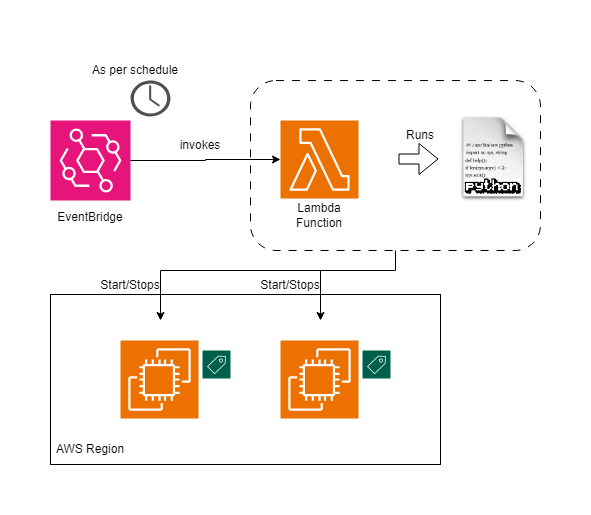 As per schedule
invokes
Runs
#! / usr/bin/env python
import os, sys, string
def help():
if len(sys.argv) < 2:
sys.exit()
python
EventBridge
Lambda
Function
Start/Stops
Start/Stops
AWS Region